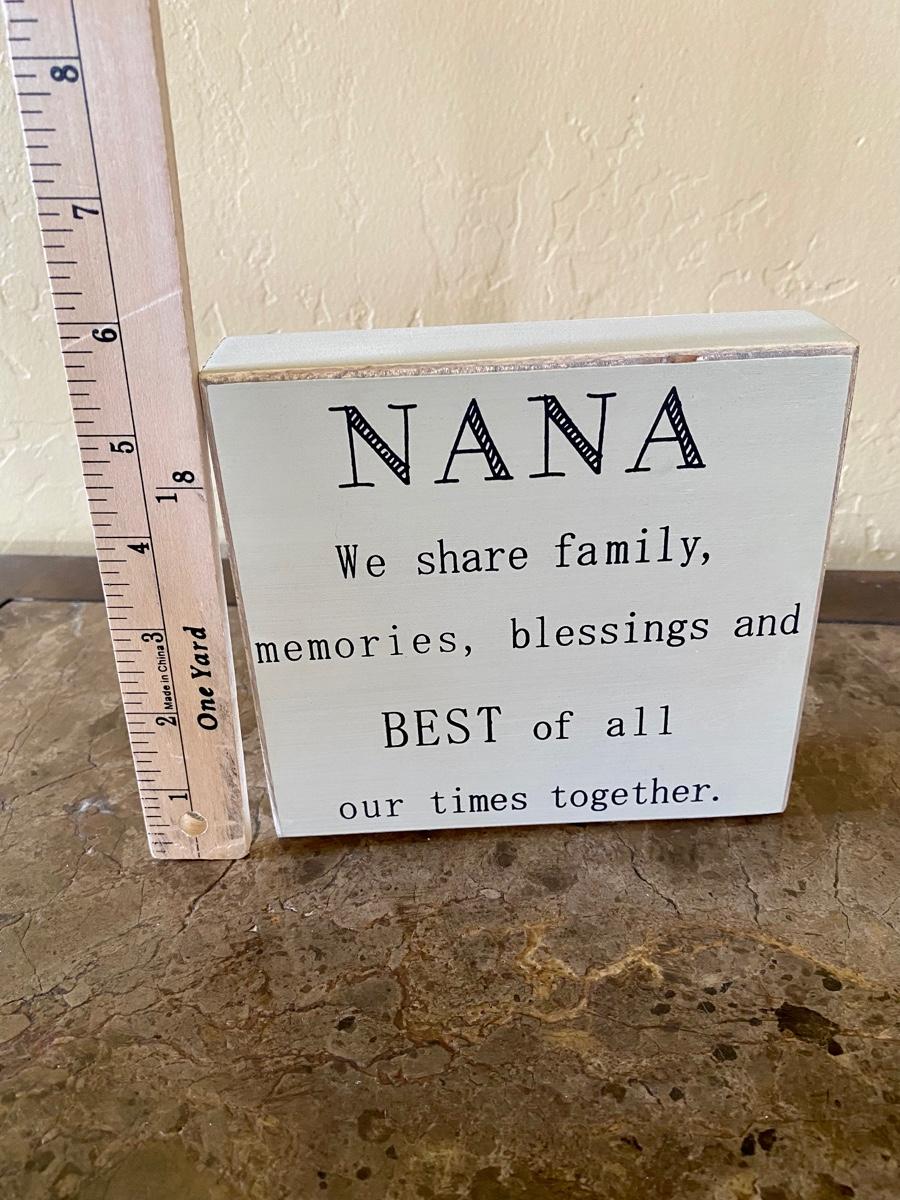 8
7
6
5
1
8
4
3
Made in China
2
One Yard
1
NANA
We share family,
memories, blessings and
BEST of all
our times together.